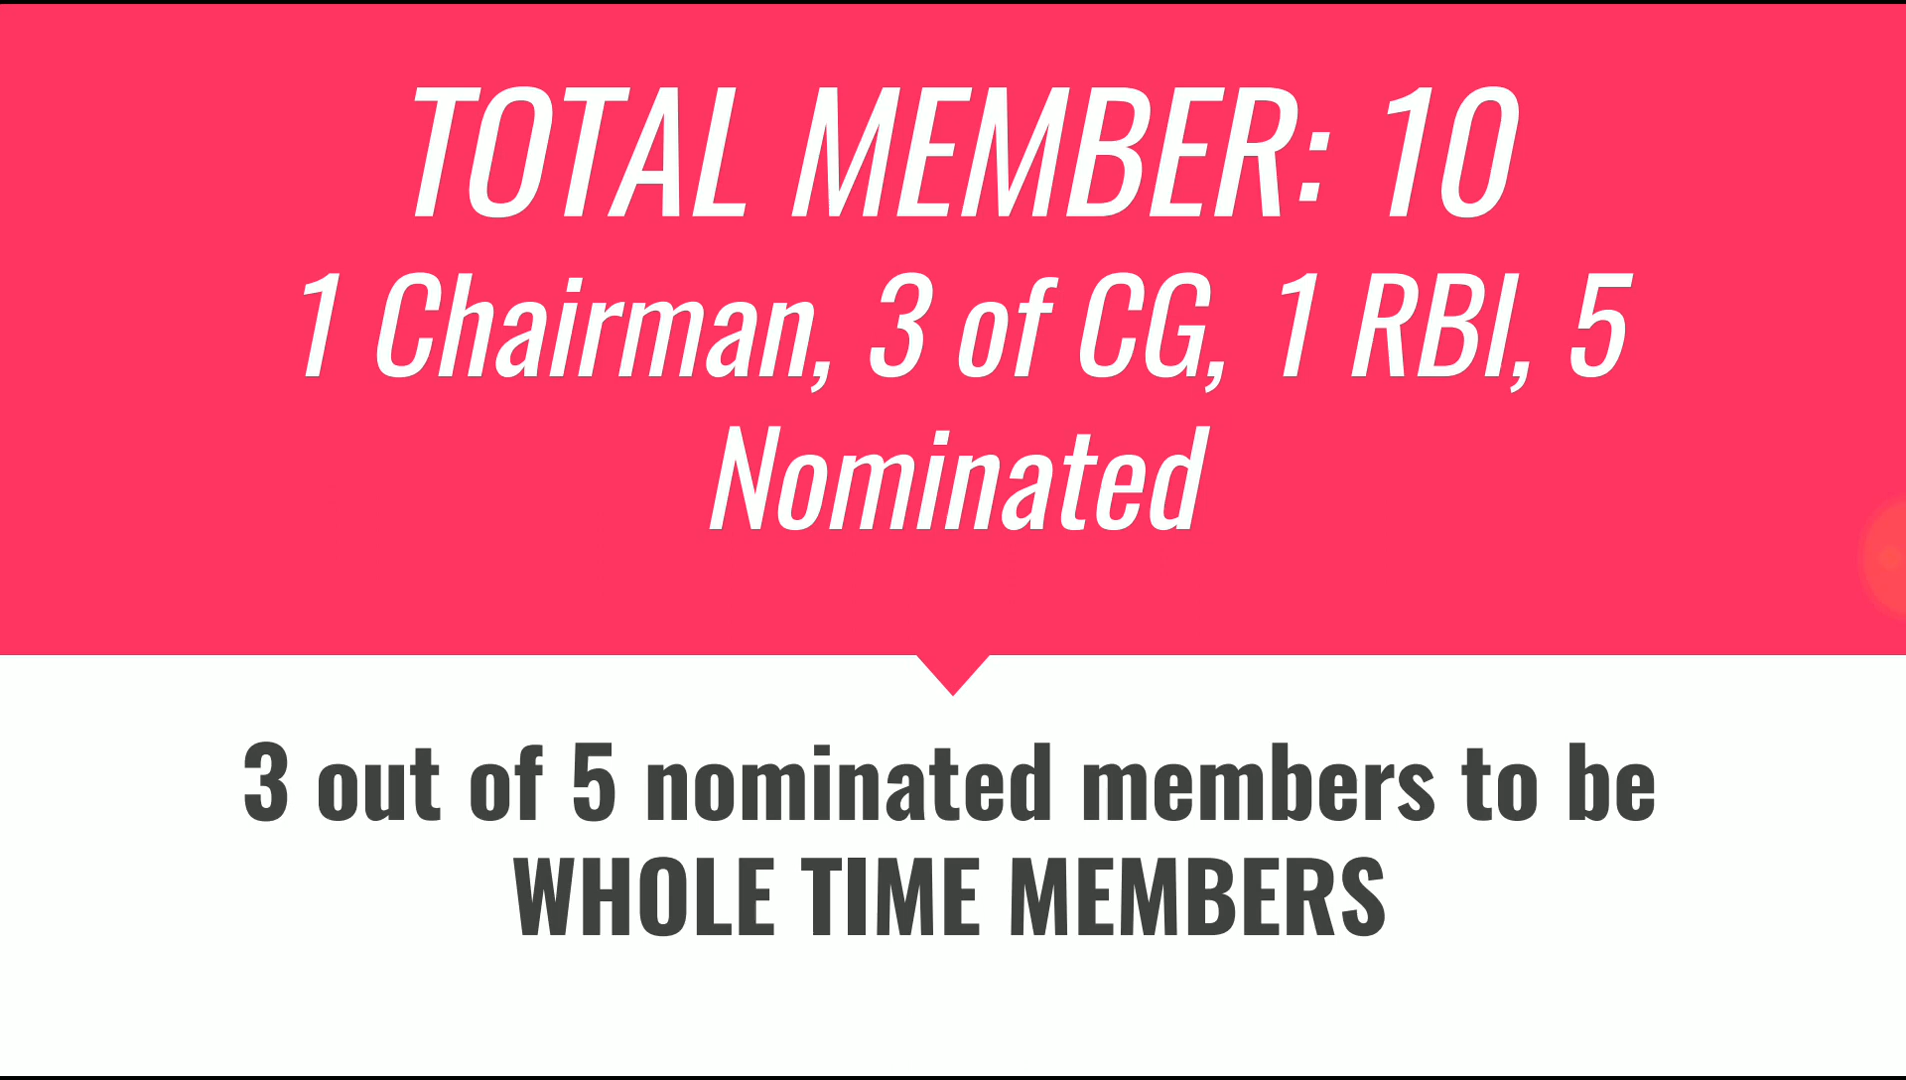 TOTAL MEMBER: 10
1 Chairman, 3 of CG, 1 RBI, 5
Nominated
3 out of 5 nominated members to be
WHOLE TIME MEMBERS